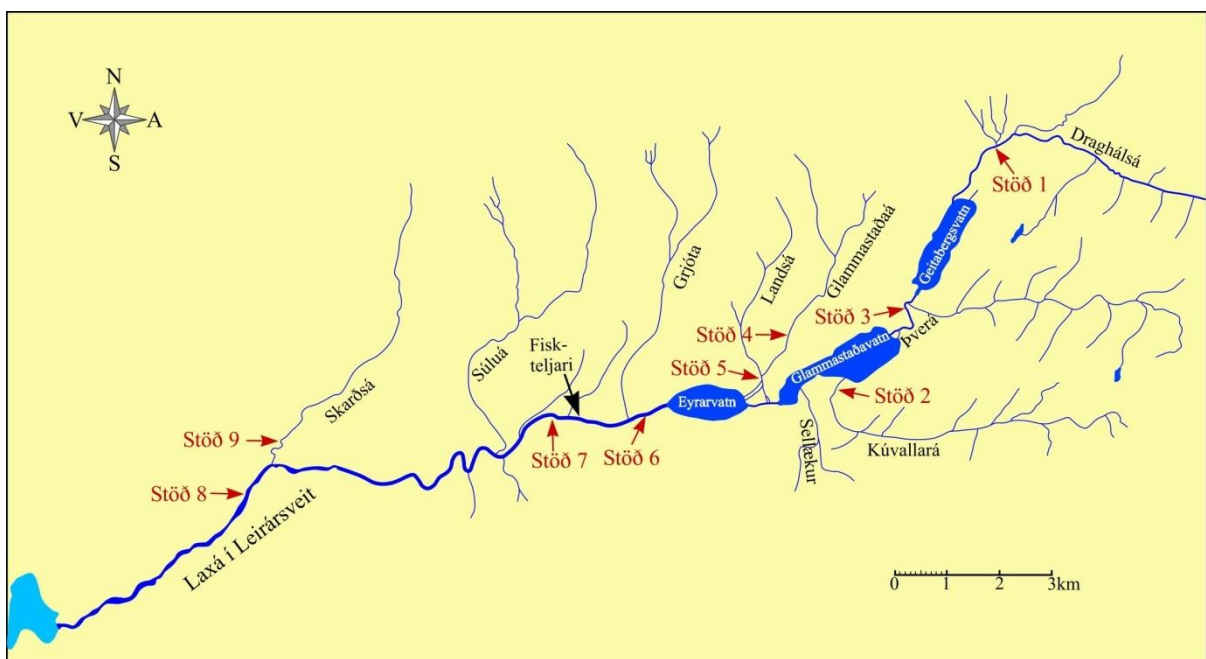 N
V
A
S
Draghálsá
Stöð 1
Geitabergsvatn
Grjóta
Landsá
Glammastaðaá
Skarðsá
Súluá
Fisk-
teljari
Stöð 3
Þverá
Stöð 4
Glammastaðavatn
Stöð 5
Stöð 2
Eyrarvatn
Stöð 9
Stöð 7
Stöð 6
Sellækur
Kúvallará
Stöð 8
Laxá í Leirársveit
0
1
2
3km